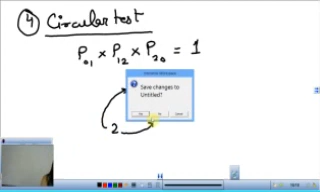 ④ Circular test
P₀₁ × P₁₂ × P₂₀ = 1
Save changes to
Untitled?
2